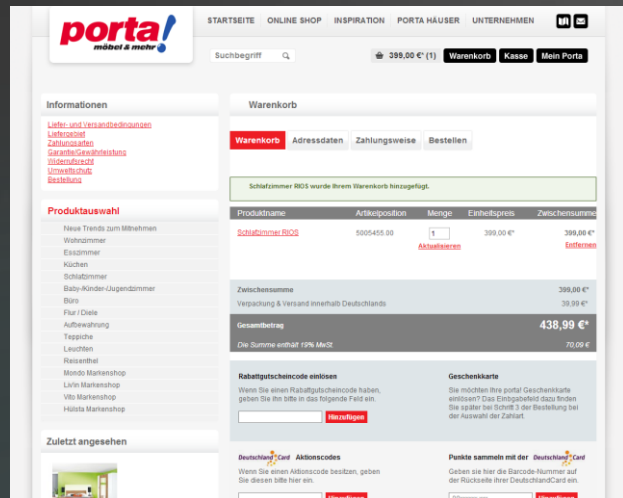 porta!
möbel & mehr
STARTSEITE ONLINE SHOP INSPIRATION PORTA HÄUSER UNTERNEHMEN
Suchbegriff
399,00 €* (1) Warenkorb Kasse Mein Porta
Informationen
Liefer- und Versandbedingungen
Liefergebiet
Zahlungsarten
Garantie/Gewährleistung
Widerrufsrecht
Umweltschutz
Bestellung
Produktauswahl
Neue Trends zum Mitnehmen
Wohnzimmer
Esszimmer
Küchen
Schlafzimmer
Baby-/Kinder-/Jugendzimmer
Büro
Flur / Diele
Aufbewahrung
Teppiche
Leuchten
Reisenthel
Mondo Markenshop
Livin Markenshop
Vito Markenshop
Hülsta Markenshop
Zuletzt angesehen
Warenkorb
Warenkorb Adressdaten Zahlungsweise Bestellen
Schlafzimmer RIOS wurde Ihrem Warenkorb hinzugefügt.
Produktname Artikelposition Menge Einheitspreis Zwischensumme
Schlafzimmer RIOS 5005455.00 1 399,00 €* 399,00 €*
Aktualisieren Entfernen
Zwischensumme 399,00 €*
Verpackung & Versand innerhalb Deutschlands 39,99 €*
Gesamtbetrag 438,99 €*
Die Summe enthält 19% MwSt. 70,09 €
Rabattgutscheincode einlösen
Wenn Sie einen Rabattgutscheincode haben,
geben Sie ihn bitte in das folgende Feld ein.
Hinzufügen
Geschenkkarte
Sie möchten Ihre porta! Geschenkkarte
einlösen? Das Einbgabefeld dazu finden
Sie später bei Schritt 3 der Bestellung bei
der Auswahl der Zahlart.
DeutschlandCard Aktionscodes
Wenn Sie einen Aktionscode besitzen, geben
Sie diesen bitte hier ein.
Hinzufügen
Punkte sammeln mit der DeutschlandCard
Geben sie hier die Barcode-Nummer auf
der Rückseite Ihrer DeutschlandCard ein.
Hinzufügen